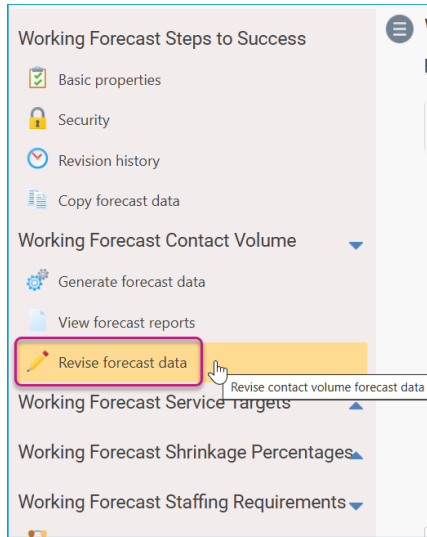 Working Forecast Steps to Success
Basic properties
Security
Revision history
Copy forecast data
Working Forecast Contact Volume
Generate forecast data
View forecast reports
Revise forecast data
Revise contact volume forecast data
Working Forecast Service Targets
Working Forecast Shrinkage Percentages
Working Forecast Staffing Requirements